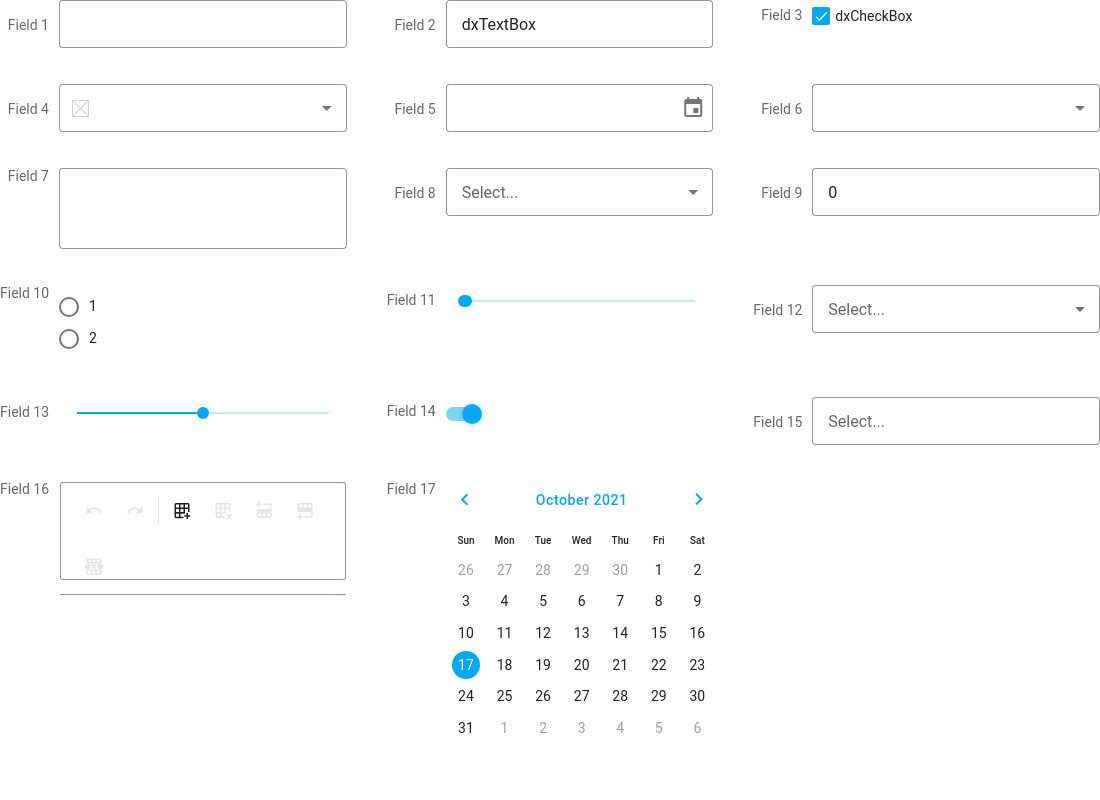 Field 1
Field 2 dxTextBox
Field 3 dxCheckBox
Field 4
Field 5
Field 6
Field 7
Field 8 Select...
Field 9 0
Field 10 1
2
Field 11
Field 12 Select...
Field 13
Field 14
Field 15 Select...
Field 16
Field 17
October 2021
Sun Mon Tue Wed Thu Fri Sat
26 27 28 29 30 1 2
3 4 5 6 7 8 9
10 11 12 13 14 15 16
17 18 19 20 21 22 23
24 25 26 27 28 29 30
31 1 2 3 4 5 6